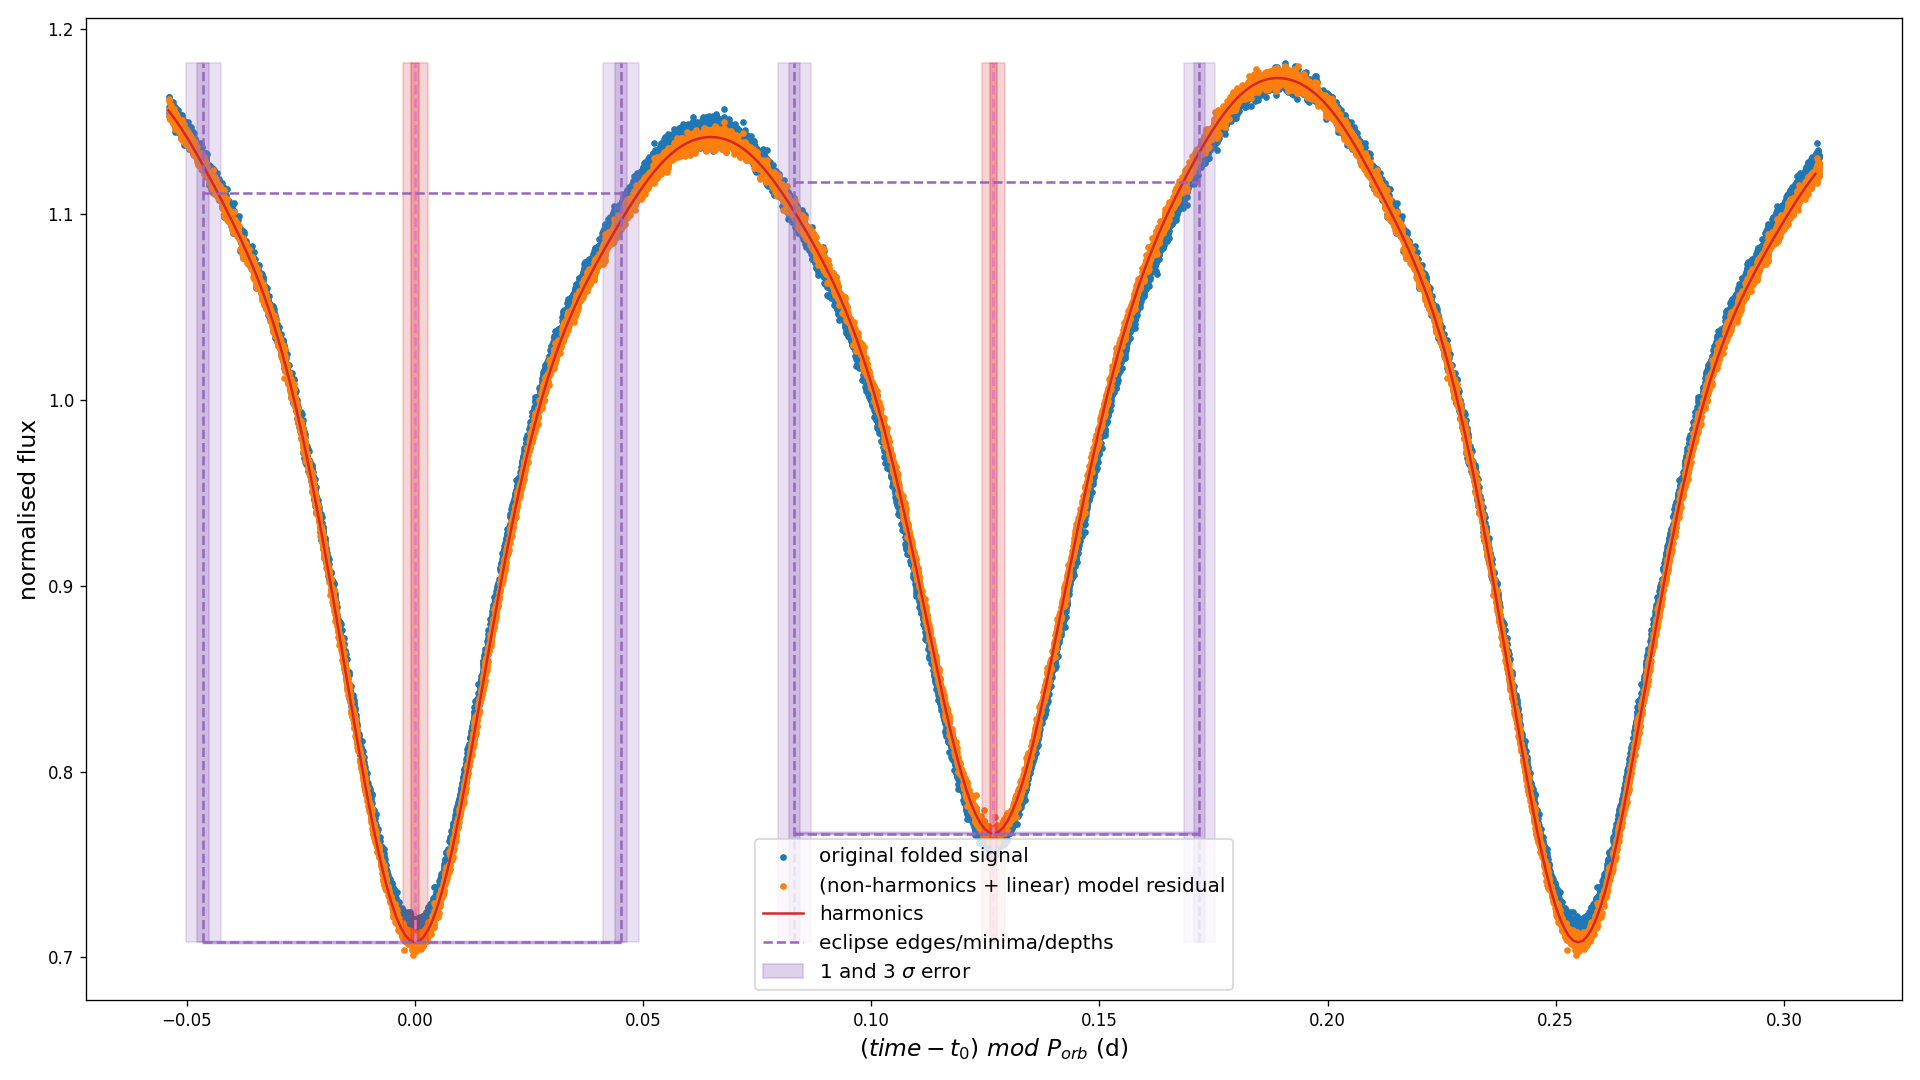 1.2
1.1
1.0
0.9
0.8
0.7
normalised flux
original folded signal
(non-harmonics + linear) model residual
harmonics
eclipse edges/minima/depths
1 and 3 σ error
−0.05 0.00 0.05 0.10 0.15 0.20 0.25 0.30
(time − t₀) mod Pₒᵣb (d)